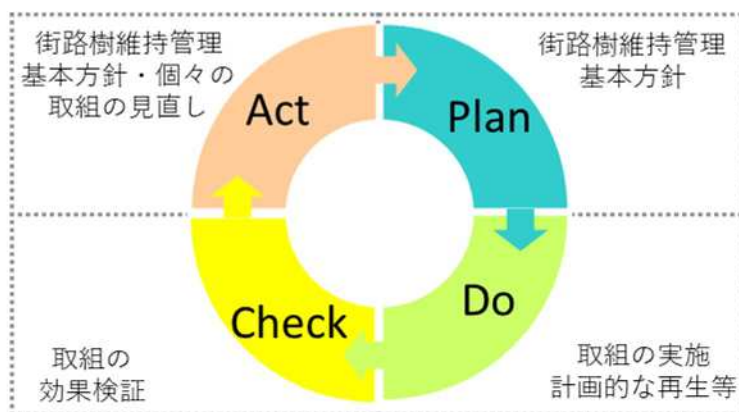 街路樹維持管理
基本方針・個々の
取組の見直し
Act
Plan
街路樹維持管理
基本方針
Check
Do
取組の
効果検証
取組の実施
計画的な再生等